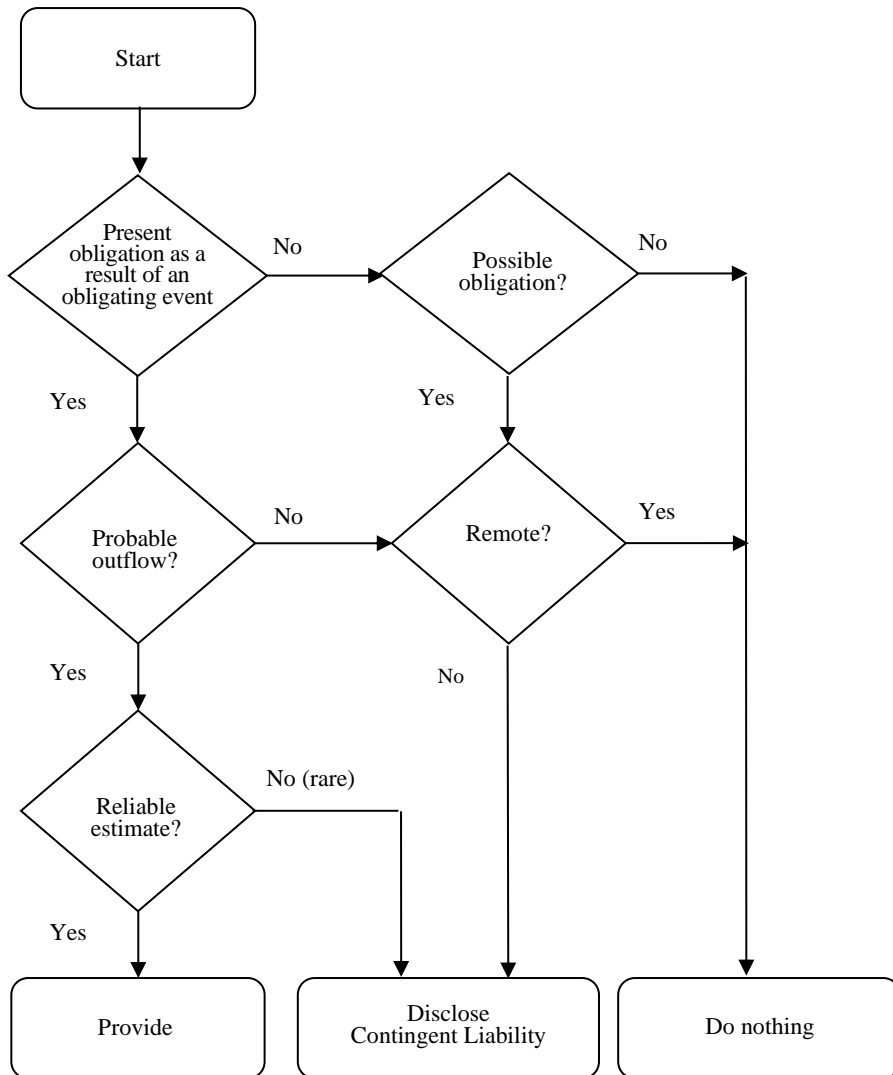 Start
Present
obligation as a
result of an
obligating event
No
Possible
obligation?
No
Yes
Yes
Probable
outflow?
No
Remote?
Yes
Yes
No
Reliable
estimate?
No (rare)
Yes
Provide
Disclose
Contingent Liability
Do nothing